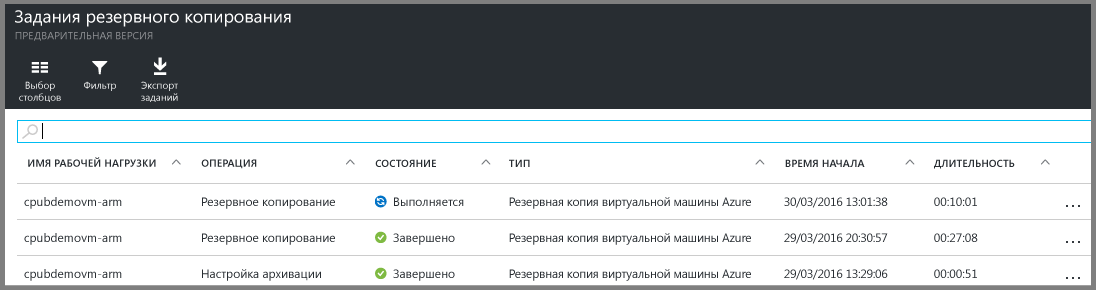 Задания резервного копирования
ПРЕДВАРИТЕЛЬНАЯ ВЕРСИЯ
Выбор столбцов Фильтр Экспорт заданий
ИМЯ РАБОЧЕЙ НАГРУЗКИ ОПЕРАЦИЯ СОСТОЯНИЕ ТИП ВРЕМЯ НАЧАЛА ДЛИТЕЛЬНОСТЬ
cpubdemovm-arm Резервное копирование Выполняется Резервная копия виртуальной машины Azure 30/03/2016 13:01:38 00:10:01 ...
cpubdemovm-arm Резервное копирование Завершено Резервная копия виртуальной машины Azure 29/03/2016 20:30:57 00:27:08 ...
cpubdemovm-arm Настройка архивации Завершено Резервная копия виртуальной машины Azure 29/03/2016 13:29:06 00:00:51 ...